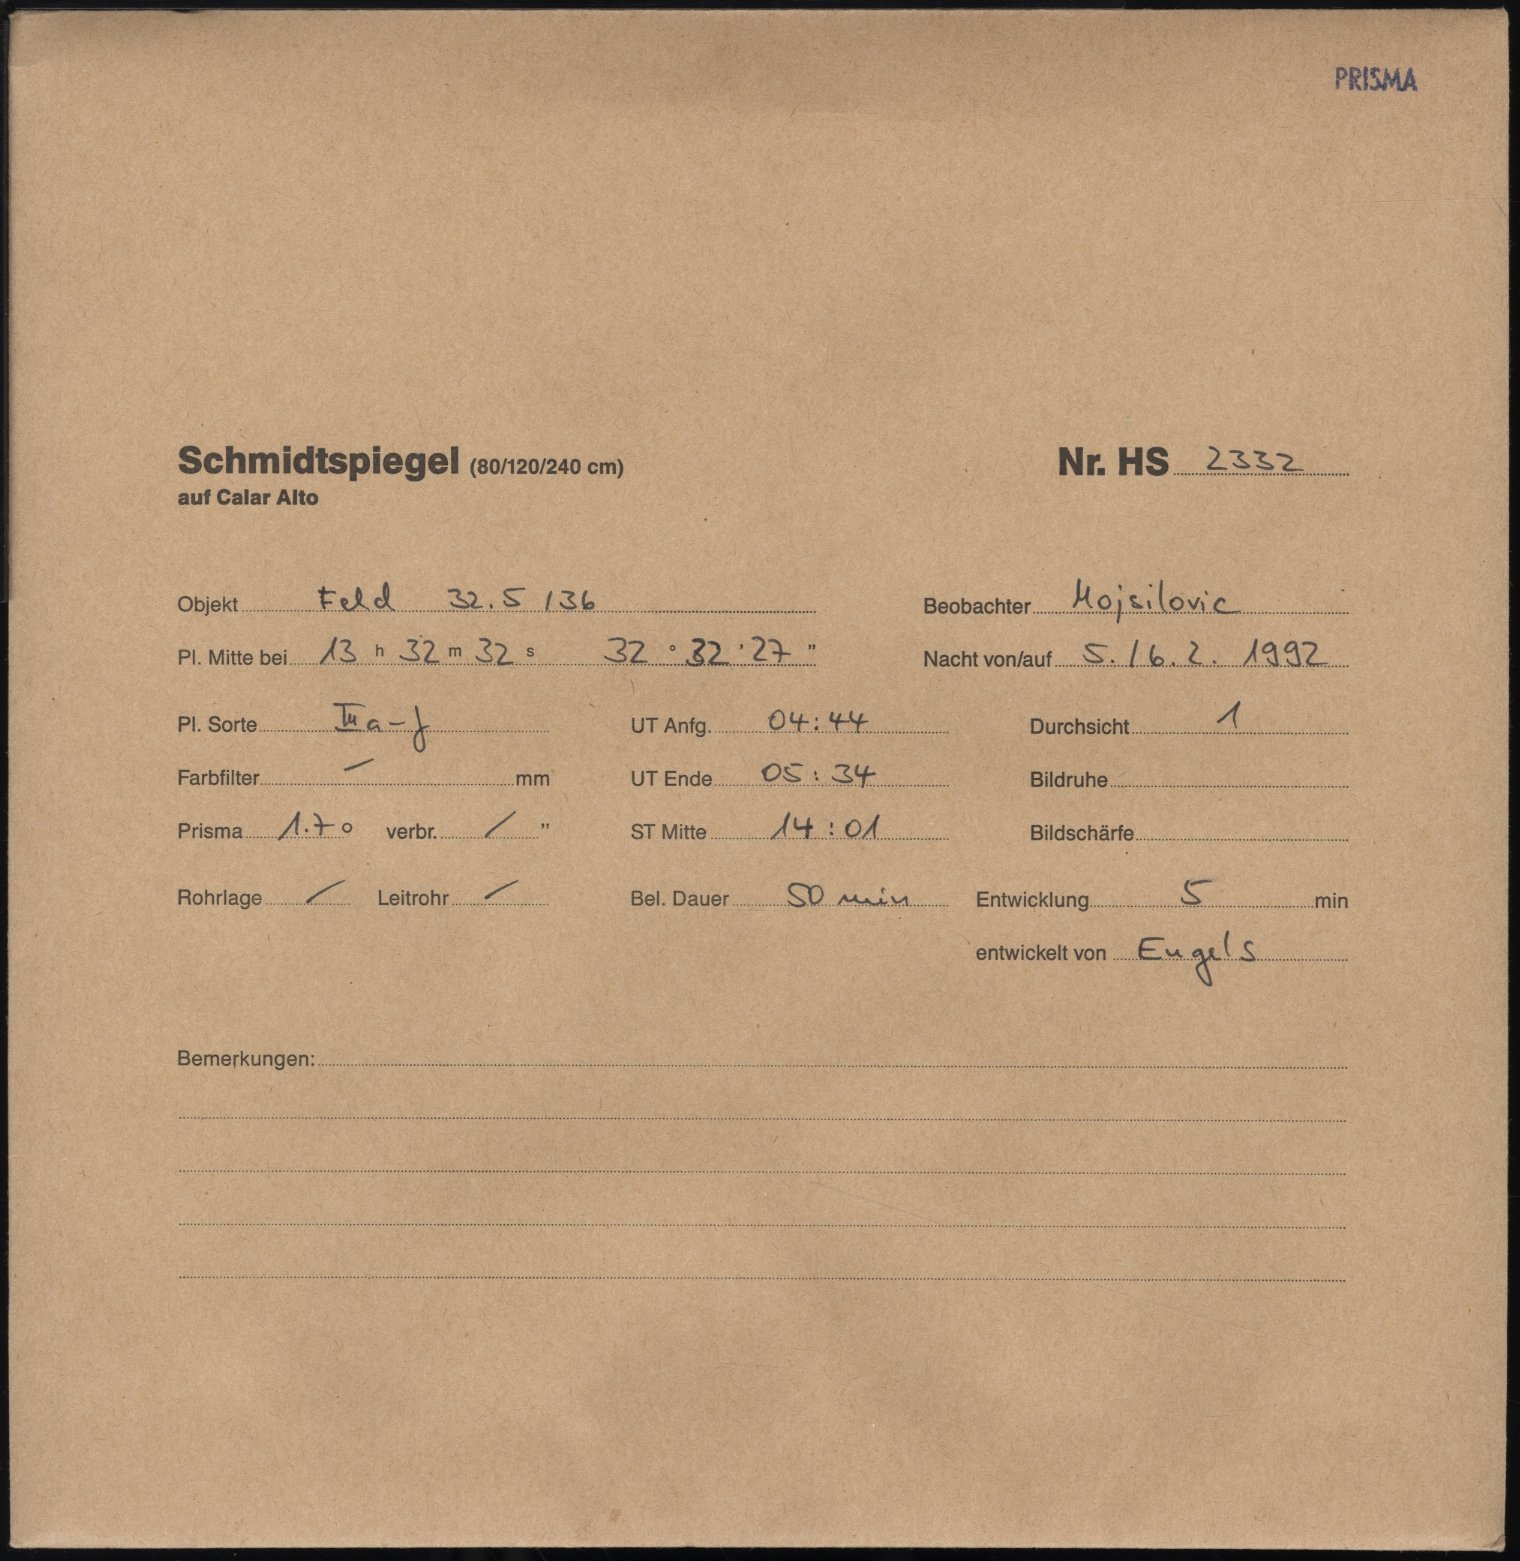 PRISMA
Schmidtspiegel (80/120/240 cm) Nr. HS 2332
auf Calar Alto
Objekt Feld 32.5 /36 Beobachter Mojsilovic
Pl. Mitte bei 13 h 32 m 32 s 32 ° 32 ' 27 " Nacht von/auf 5./6.2. 1992
Pl. Sorte IIIa-J UT Anfg. 04:44 Durchsicht 1
Farbfilter / mm UT Ende 05:34 Bildruhe
Prisma 1.7° verbr. / " ST Mitte 14:01 Bildschärfe
Rohrlage / Leitrohr / Bel. Dauer 50 min Entwicklung 5 min
entwickelt von Engels
Bemerkungen: